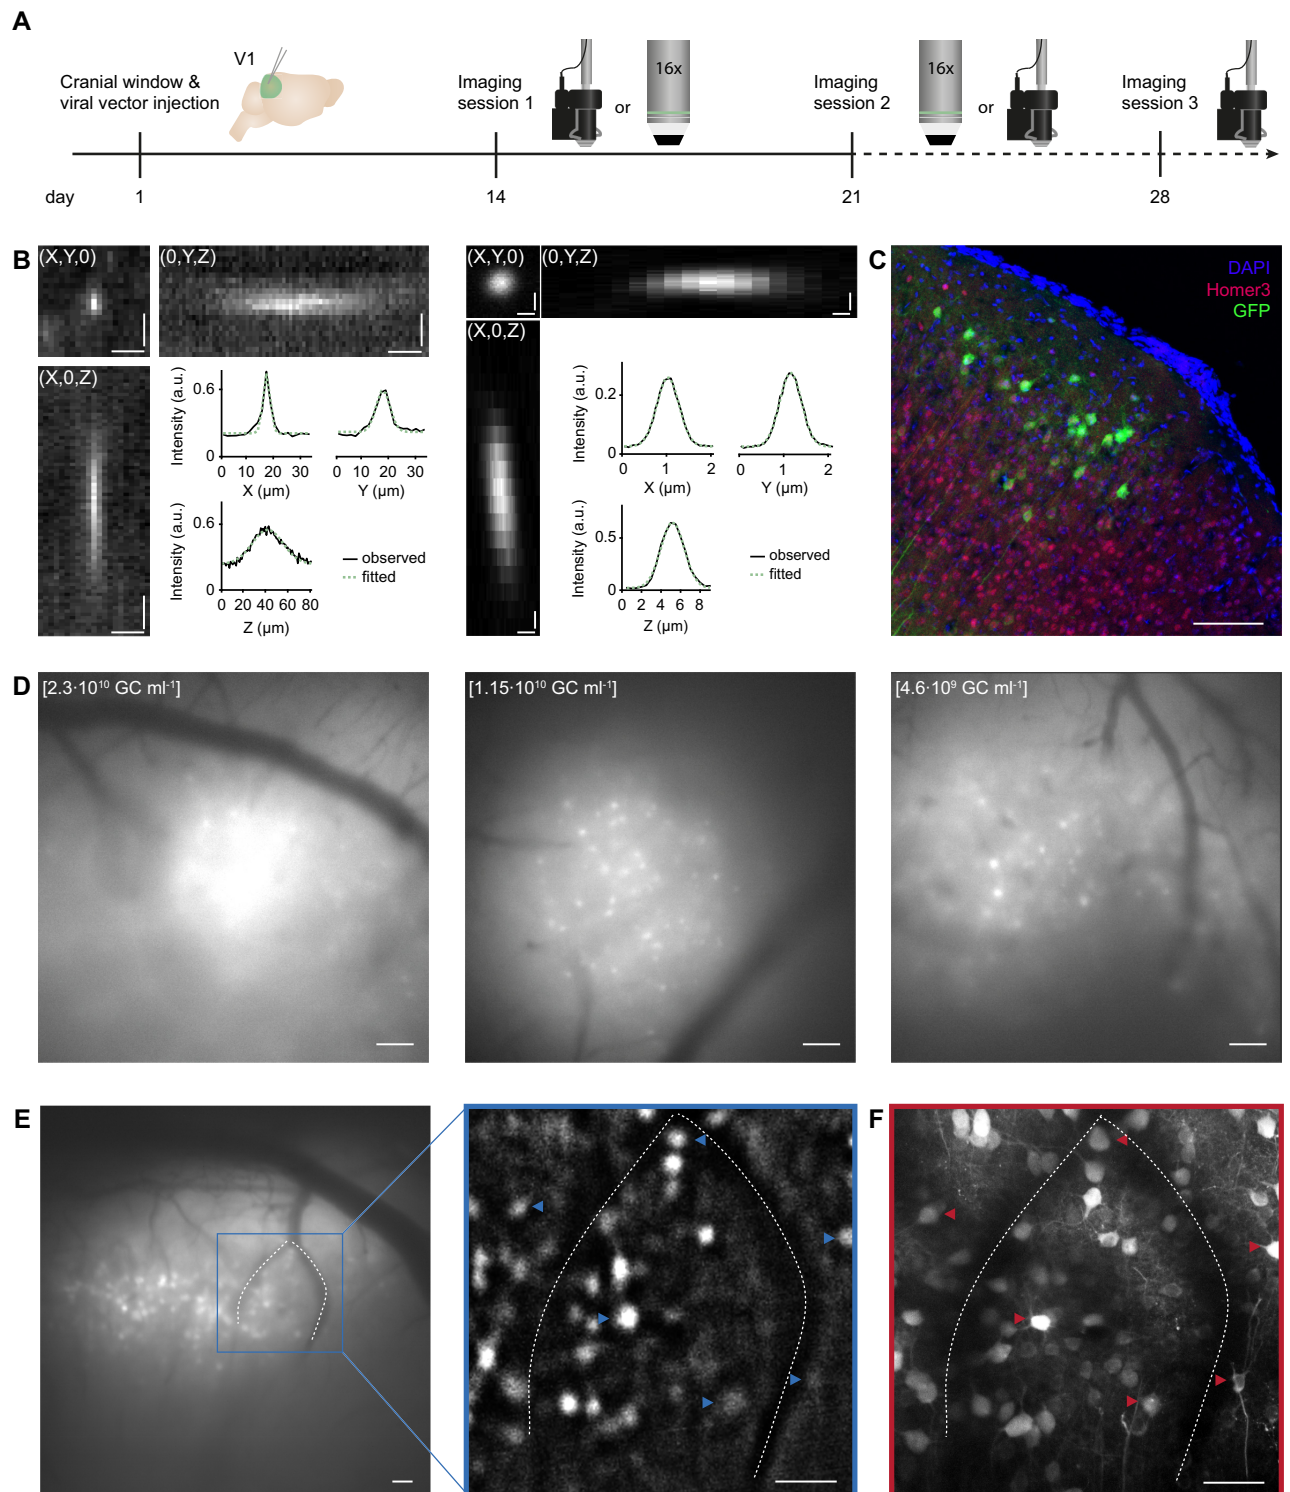 A
Cranial window &
viral vector injection
V1
Imaging
session 1
or
16x
Imaging
session 2
16x
or
Imaging
session 3
day
1
14
21
28
B
(X,Y,0)
(0,Y,Z)
(X,0,Z)
Intensity (a.u.)
0.6
0
0 10 20 30
X (µm)
0 10 20 30
Y (µm)
Intensity (a.u.)
0.6
0
0 20 40 60 80
Z (µm)
observed
fitted
(X,Y,0)
(0,Y,Z)
(X,0,Z)
Intensity (a.u.)
0.2
0
0 1 2
X (µm)
0 1 2
Y (µm)
Intensity (a.u.)
0.5
0
0 2 4 6 8
Z (µm)
observed
fitted
C
DAPI
Homer3
GFP
D
[2.3·10¹⁰ GC ml⁻¹]
[1.15·10¹⁰ GC ml⁻¹]
[4.6·10⁹ GC ml⁻¹]
E
F